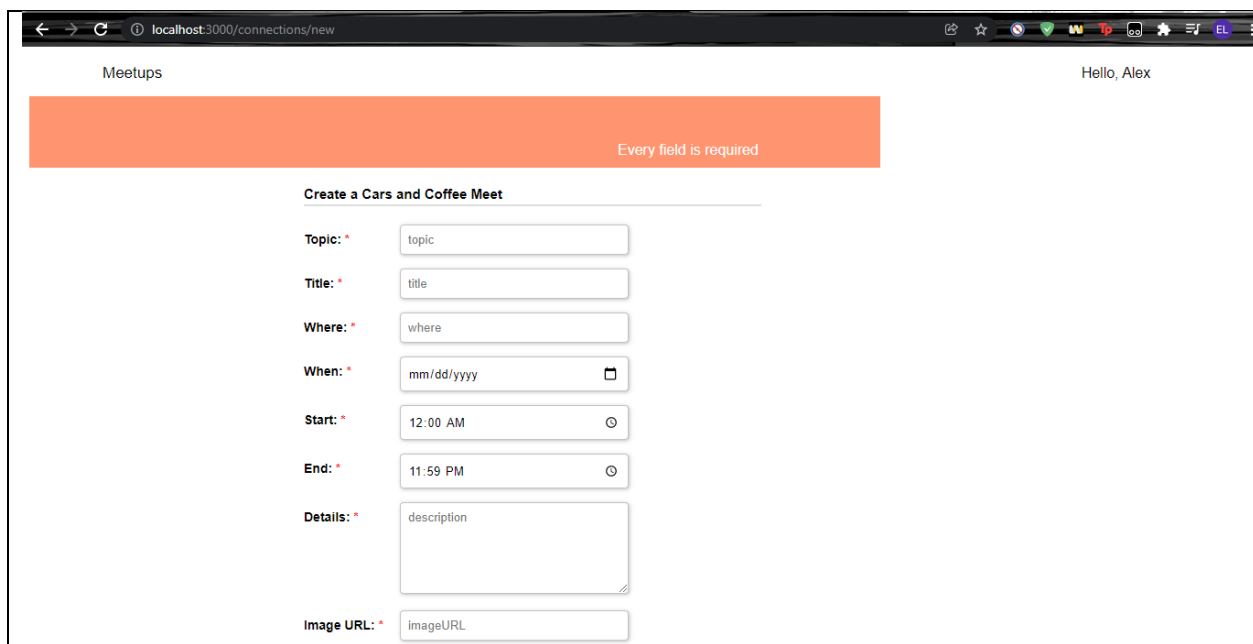 localhost:3000/connections/new
Tp
EL
Meetups
Hello, Alex
Every field is required
Create a Cars and Coffee Meet
Topic: * topic
Title: * title
Where: * where
When: * mm/dd/yyyy
Start: * 12:00 AM
End: * 11:59 PM
Details: * description
Image URL: * imageURL